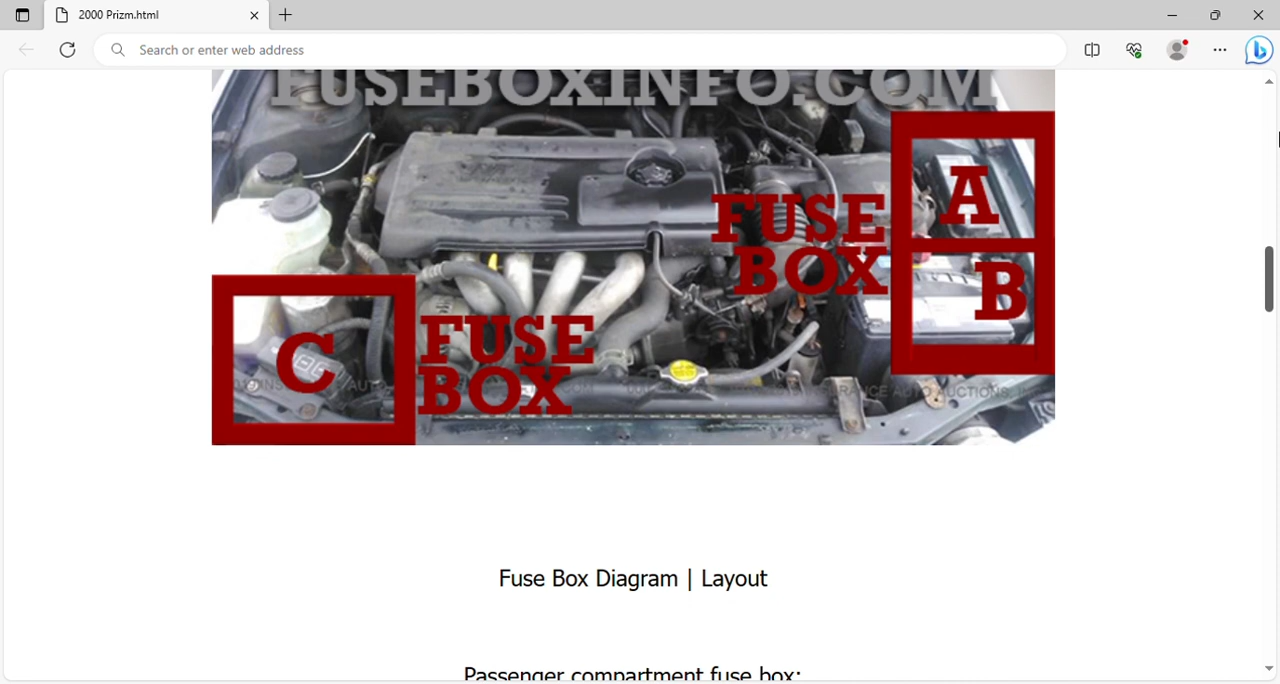 2000 Prizm.html
Search or enter web address
FUSEBOXINFO.COM
A
FUSE
BOX
B
FUSE
BOX
C
Fuse Box Diagram | Layout
Passenger compartment fuse box: